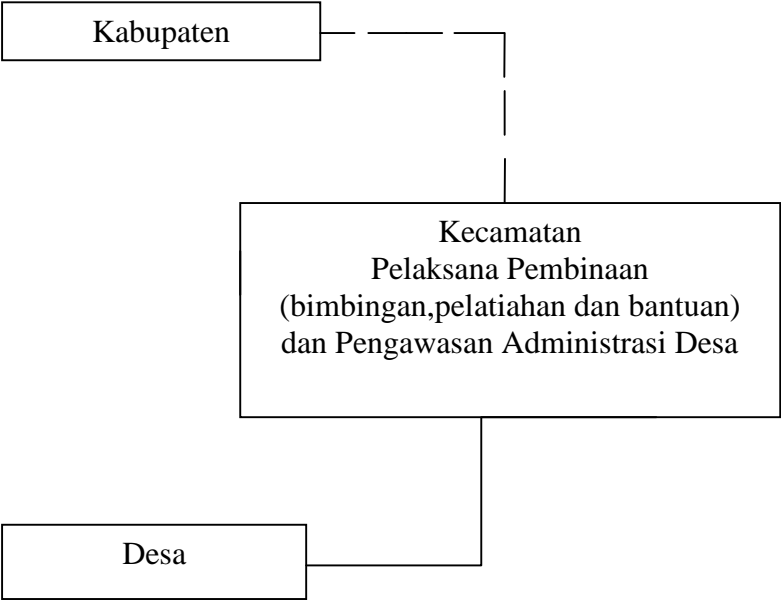 Kabupaten
Kecamatan
Pelaksana Pembinaan
(bimbingan,pelatiahan dan bantuan)
dan Pengawasan Administrasi Desa
Desa